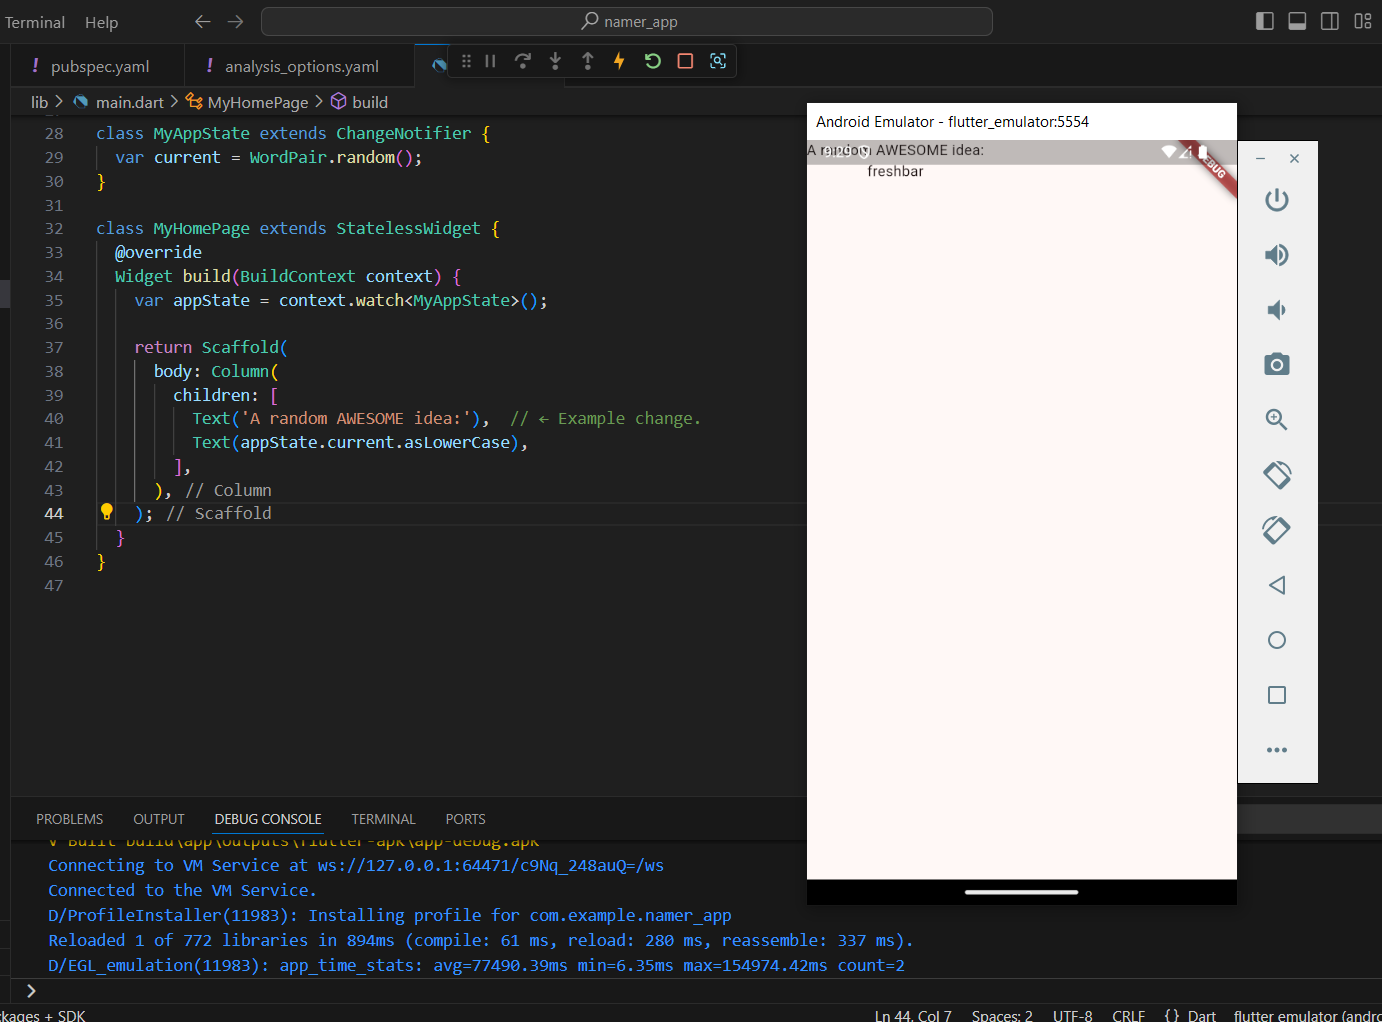 Terminal Help
namer_app
! pubspec.yaml
! analysis_options.yaml
lib > main.dart > MyHomePage > build
28 class MyAppState extends ChangeNotifier {
29 var current = WordPair.random();
30 }
31
32 class MyHomePage extends StatelessWidget {
33 @override
34 Widget build(BuildContext context) {
35 var appState = context.watch<MyAppState>();
36
37 return Scaffold(
38 body: Column(
39 children: [
40 Text('A random AWESOME idea:'), // ← Example change.
41 Text(appState.current.asLowerCase),
42 ],
43 ), // Column
44 ); // Scaffold
45 }
46 }
47
Android Emulator - flutter_emulator:5554
A random AWESOME idea:
9:29
DEBUG
freshbar
PROBLEMS OUTPUT DEBUG CONSOLE TERMINAL PORTS
√ Built build\app\outputs\flutter-apk\app-debug.apk
Connecting to VM Service at ws://127.0.0.1:64471/c9Nq_248auQ=/ws
Connected to the VM Service.
D/ProfileInstaller(11983): Installing profile for com.example.namer_app
Reloaded 1 of 772 libraries in 894ms (compile: 61 ms, reload: 280 ms, reassemble: 337 ms).
D/EGL_emulation(11983): app_time_stats: avg=77490.39ms min=6.35ms max=154974.42ms count=2
>
kages + SDK
Ln 44, Col 7 Spaces: 2 UTF-8 CRLF {} Dart flutter emulator (andro